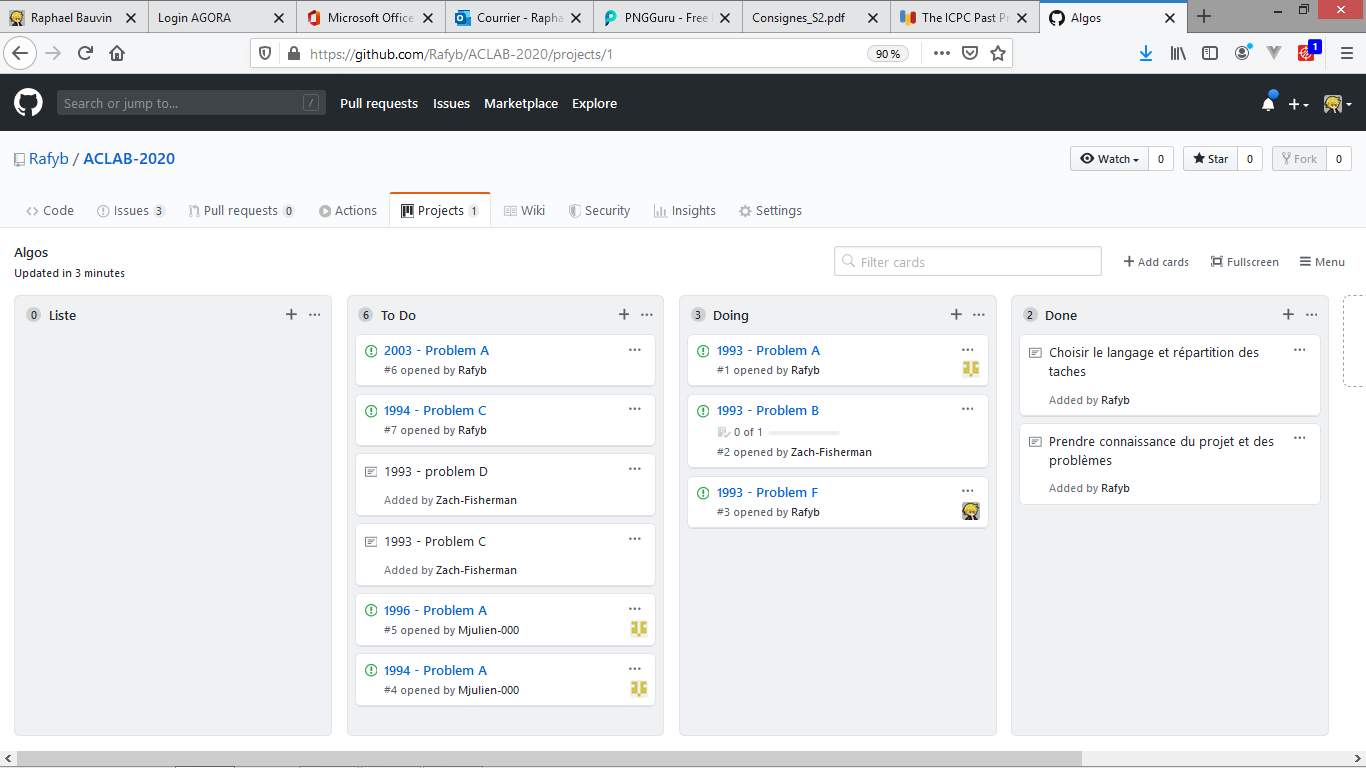 Raphael Bauvin
Login AGORA
Microsoft Office
Courrier - Rapha
PNGGuru - Free
Consignes_S2.pdf
The ICPC Past Pr
Algos
https://github.com/Rafyb/ACLAB-2020/projects/1
90 %
1
Search or jump to...
/
Pull requests
Issues
Marketplace
Explore
Rafyb / ACLAB-2020
Watch 0
Star 0
Fork 0
Code
Issues 3
Pull requests 0
Actions
Projects 1
Wiki
Security
Insights
Settings
Algos
Updated in 3 minutes
Filter cards
Add cards
Fullscreen
Menu
0 Liste
6 To Do
2003 - Problem A
#6 opened by Rafyb
1994 - Problem C
#7 opened by Rafyb
1993 - problem D
Added by Zach-Fisherman
1993 - Problem C
Added by Zach-Fisherman
1996 - Problem A
#5 opened by Mjulien-000
1994 - Problem A
#4 opened by Mjulien-000
3 Doing
1993 - Problem A
#1 opened by Rafyb
1993 - Problem B
0 of 1
#2 opened by Zach-Fisherman
1993 - Problem F
#3 opened by Rafyb
2 Done
Choisir le langage et répartition des
taches
Added by Rafyb
Prendre connaissance du projet et des
problèmes
Added by Rafyb